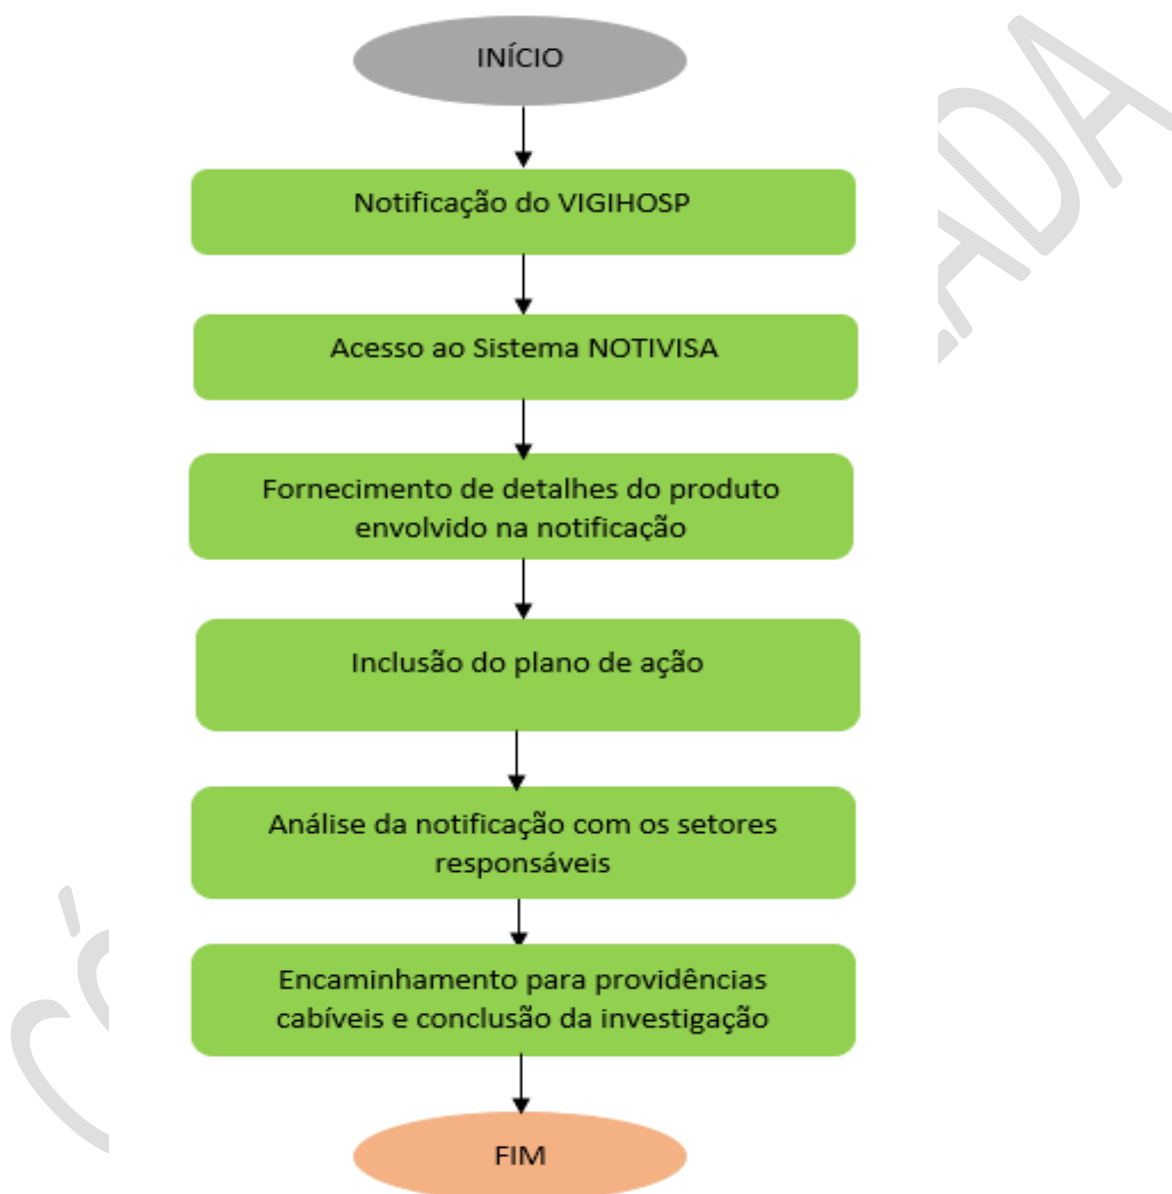 INÍCIO
Notificação do VIGIHOSP
Acesso ao Sistema NOTIVISA
Fornecimento de detalhes do produto
envolvido na notificação
Inclusão do plano de ação
Análise da notificação com os setores
responsáveis
Encaminhamento para providências
cabíveis e conclusão da investigação
FIM